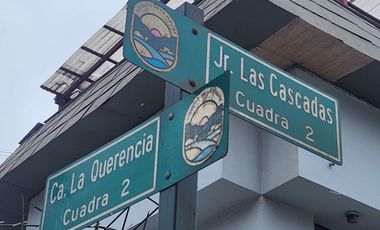 Jr. Las Cascadas
Cuadra 2
Ca. La Querencia
Cuadra 2